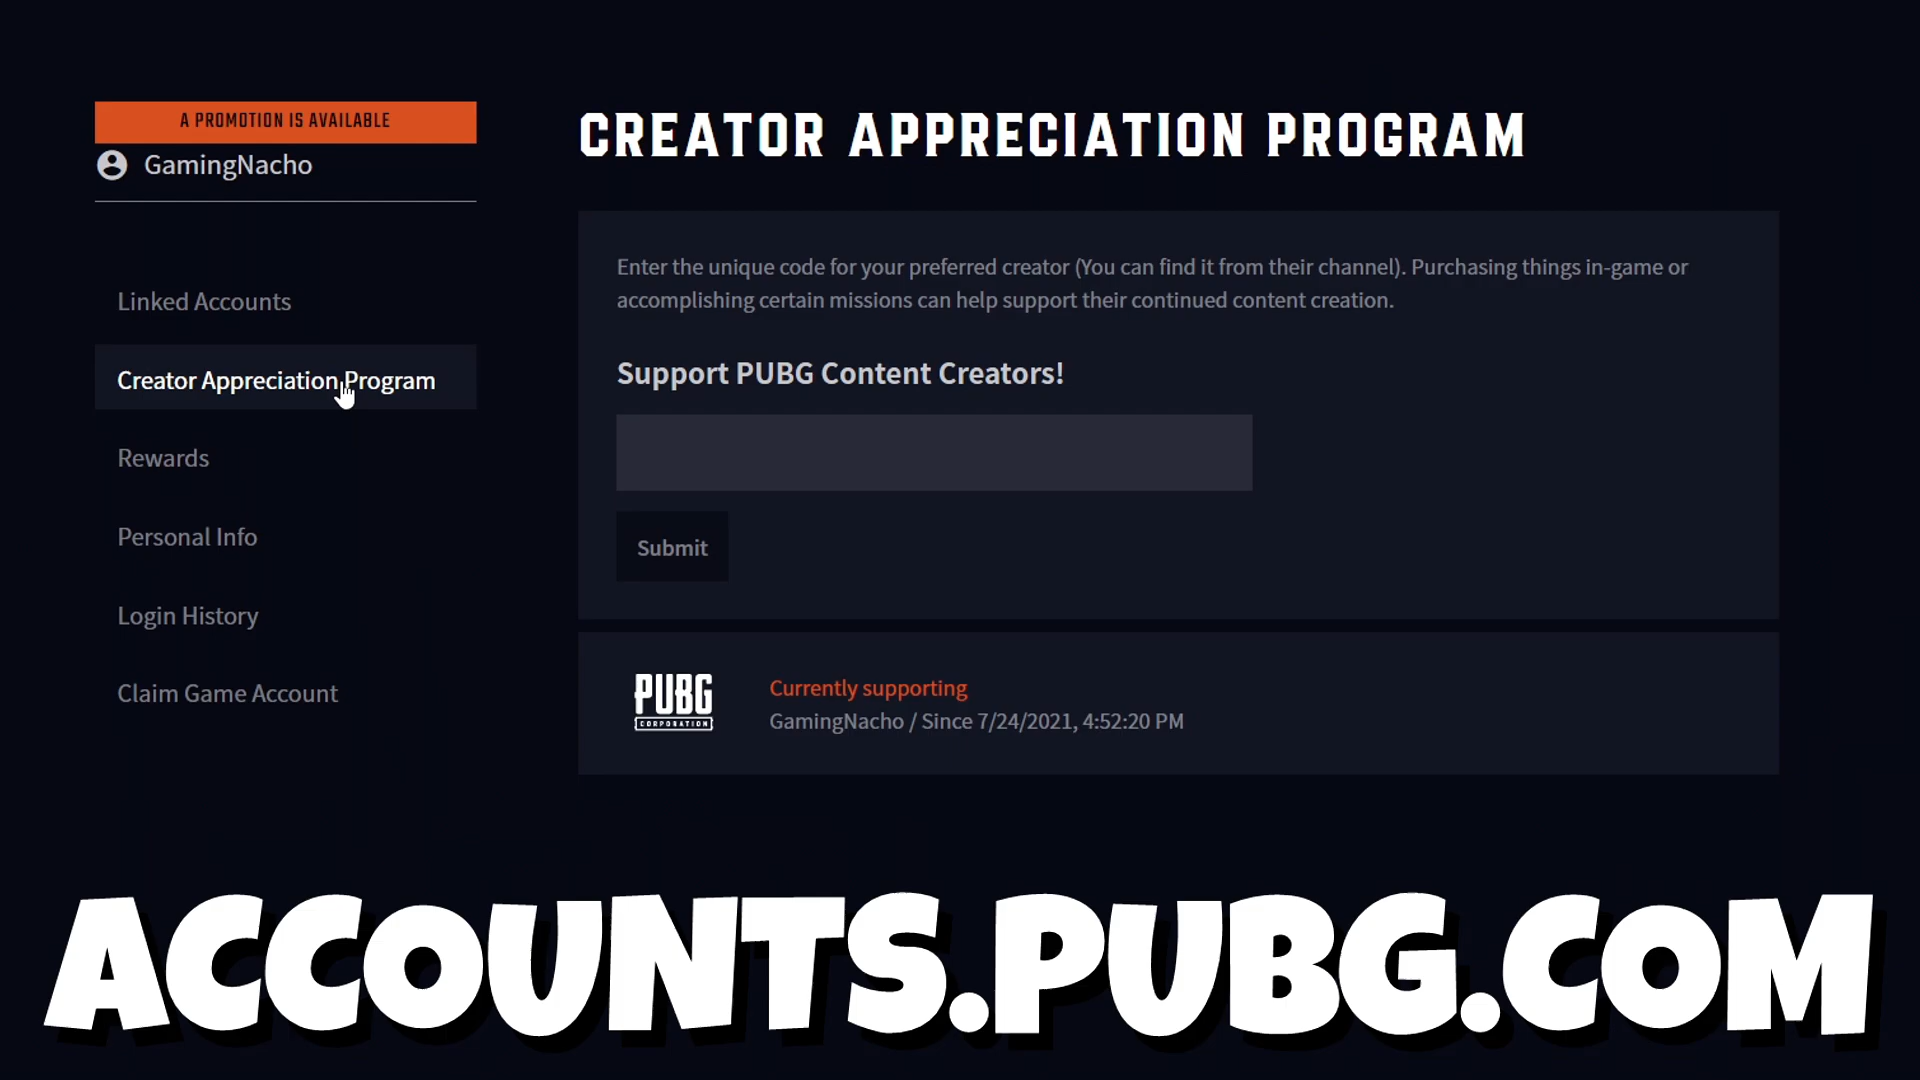 A PROMOTION IS AVAILABLE
GamingNacho
Linked Accounts
Creator Appreciation Program
Rewards
Personal Info
Login History
Claim Game Account
CREATOR APPRECIATION PROGRAM
Enter the unique code for your preferred creator (You can find it from their channel). Purchasing things in-game or
accomplishing certain missions can help support their continued content creation.
Support PUBG Content Creators!
Submit
PUBG
CORPORATION
Currently supporting
GamingNacho / Since 7/24/2021, 4:52:20 PM
ACCOUNTS.PUBG.COM